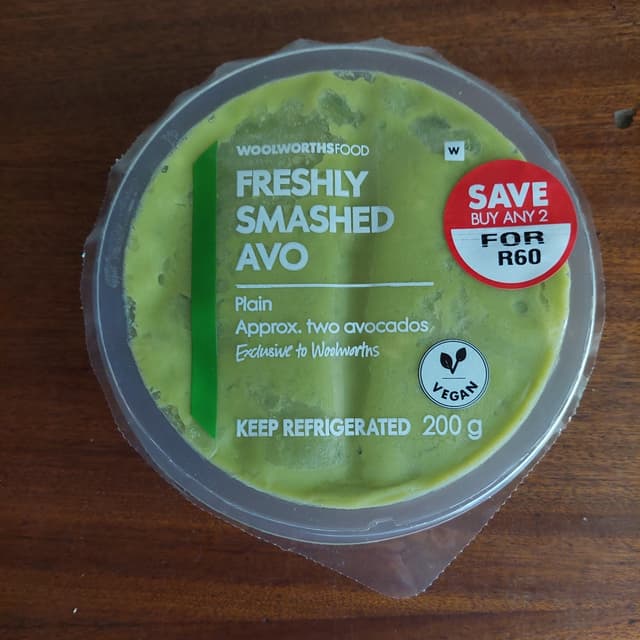 WOOLWORTHSFOOD
W
FRESHLY
SMASHED
AVO
SAVE
BUY ANY 2
FOR
R60
Plain
Approx. two avocados
Exclusive to Woolworths
VEGAN
KEEP REFRIGERATED 200 g